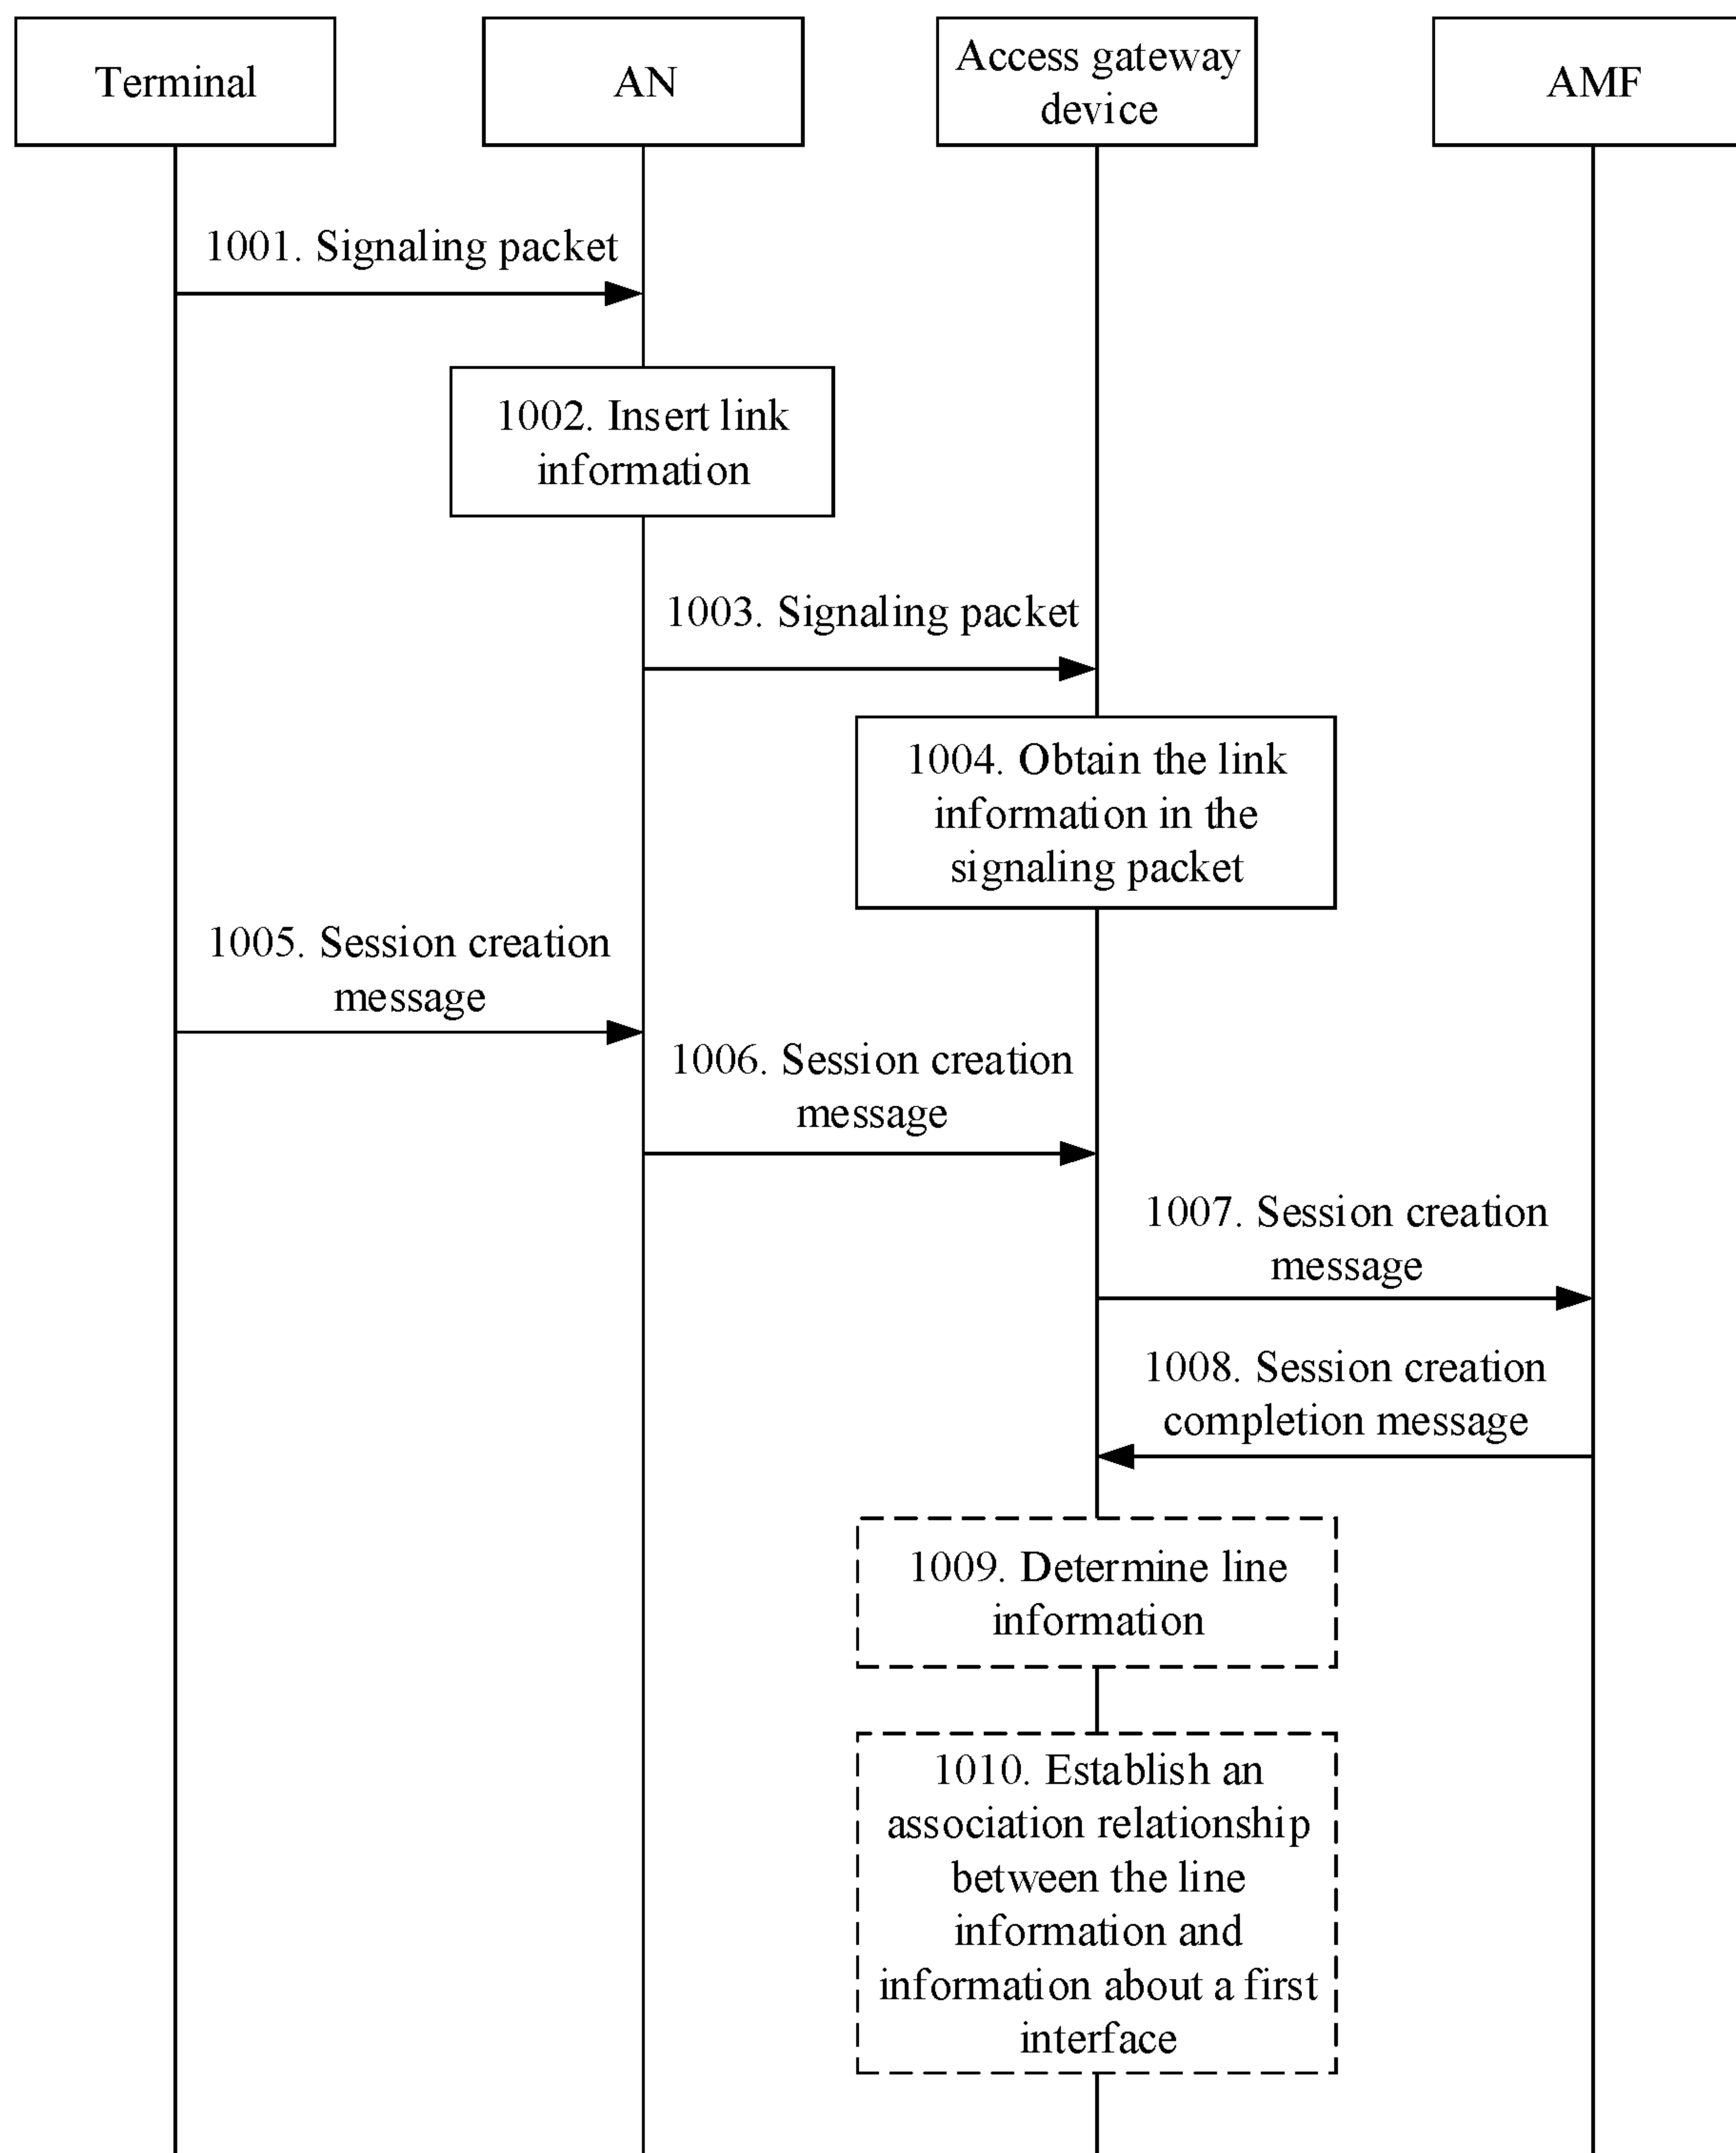 Terminal
AN
Access gateway
device
AMF
1001. Signaling packet
1002. Insert link
information
1003. Signaling packet
1004. Obtain the link
information in the
signaling packet
1005. Session creation
message
1006. Session creation
message
1007. Session creation
message
1008. Session creation
completion message
1009. Determine line
information
1010. Establish an
association relationship
between the line
information and
information about a first
interface